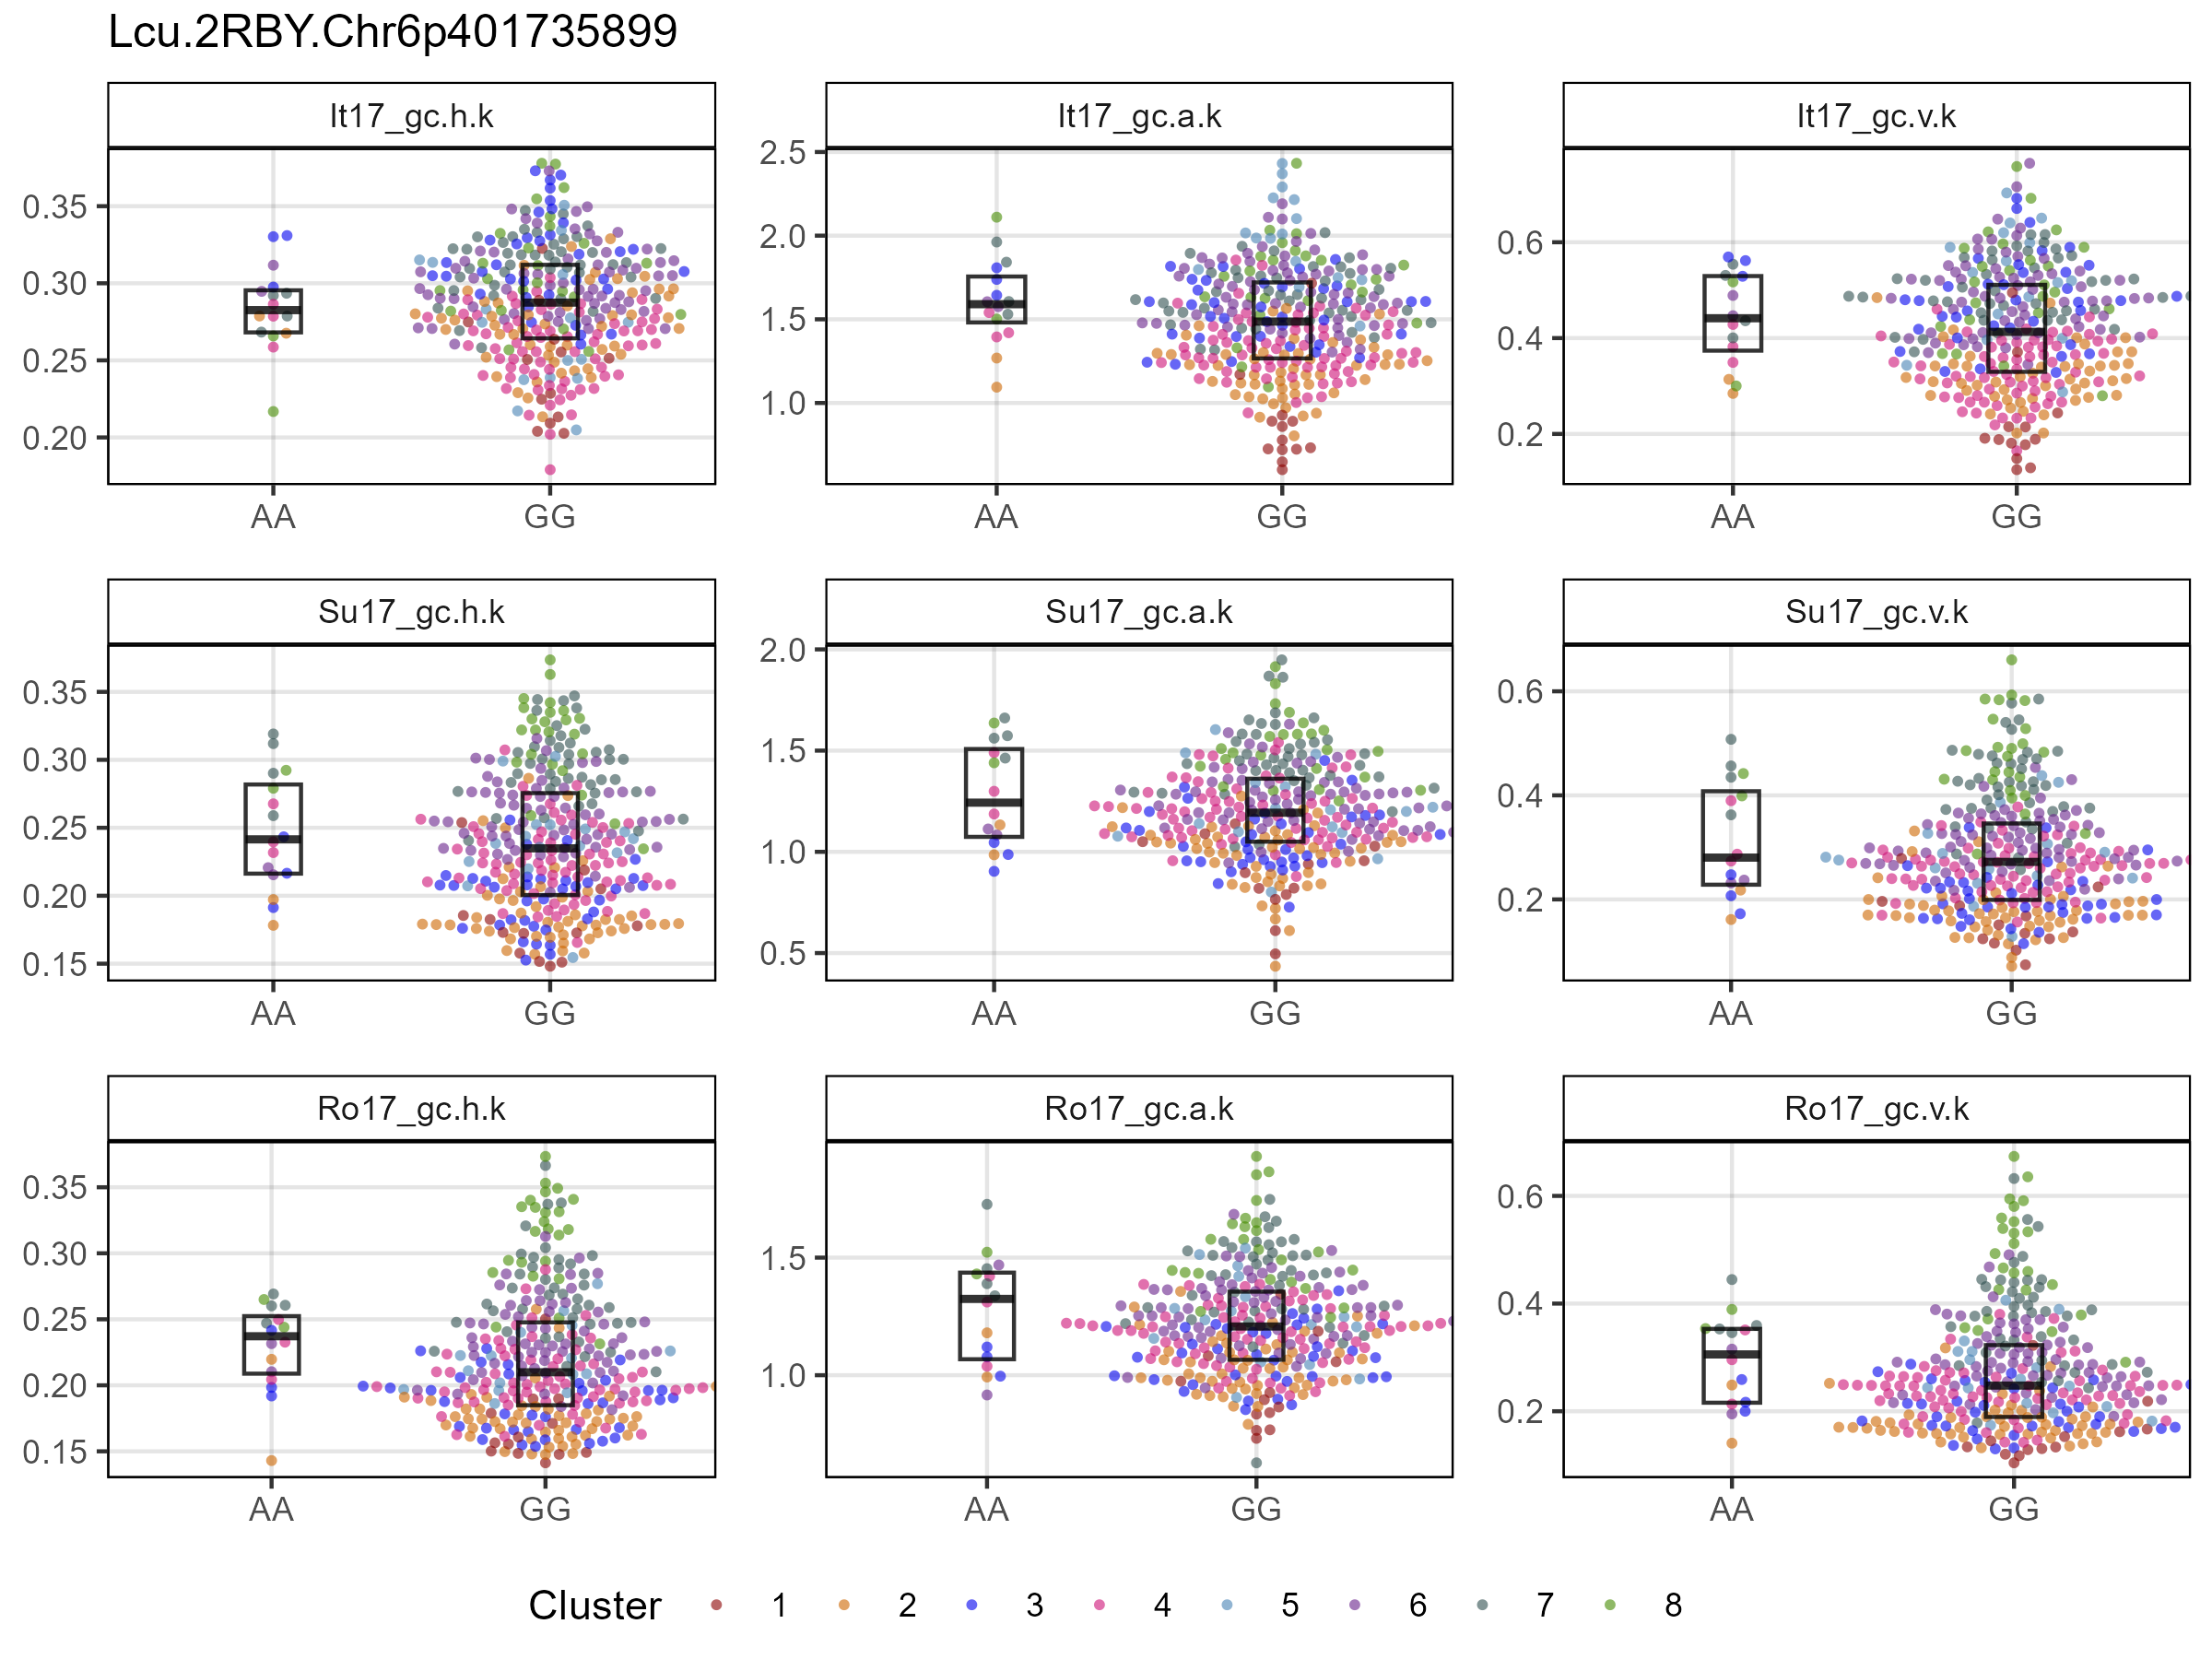 Lcu.2RBY.Chr6p401735899
It17_gc.h.k
It17_gc.a.k
It17_gc.v.k
0.35
0.30
0.25
0.20
AA GG
2.5
2.0
1.5
1.0
AA GG
0.6
0.4
0.2
AA GG
Su17_gc.h.k
Su17_gc.a.k
Su17_gc.v.k
0.35
0.30
0.25
0.20
0.15
AA GG
2.0
1.5
1.0
0.5
AA GG
0.6
0.4
0.2
AA GG
Ro17_gc.h.k
Ro17_gc.a.k
Ro17_gc.v.k
0.35
0.30
0.25
0.20
0.15
AA GG
1.5
1.0
AA GG
0.6
0.4
0.2
AA GG
Cluster 1 2 3 4 5 6 7 8